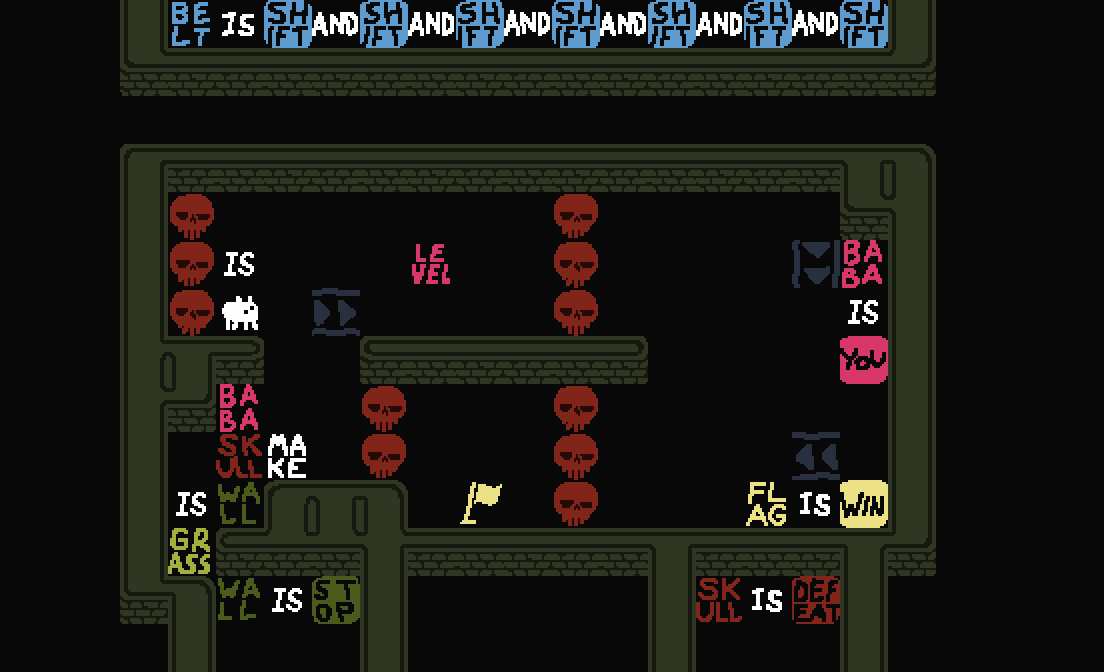 BELT IS SHIFT AND SHIFT AND SHIFT AND SHIFT AND SHIFT AND SHIFT AND SHIFT
IS LEVEL BABA
IS
YOU
BABA
SKULL MAKE
IS WALL FLAG IS WIN
GRASS
WALL IS STOP SKULL IS DEFEAT